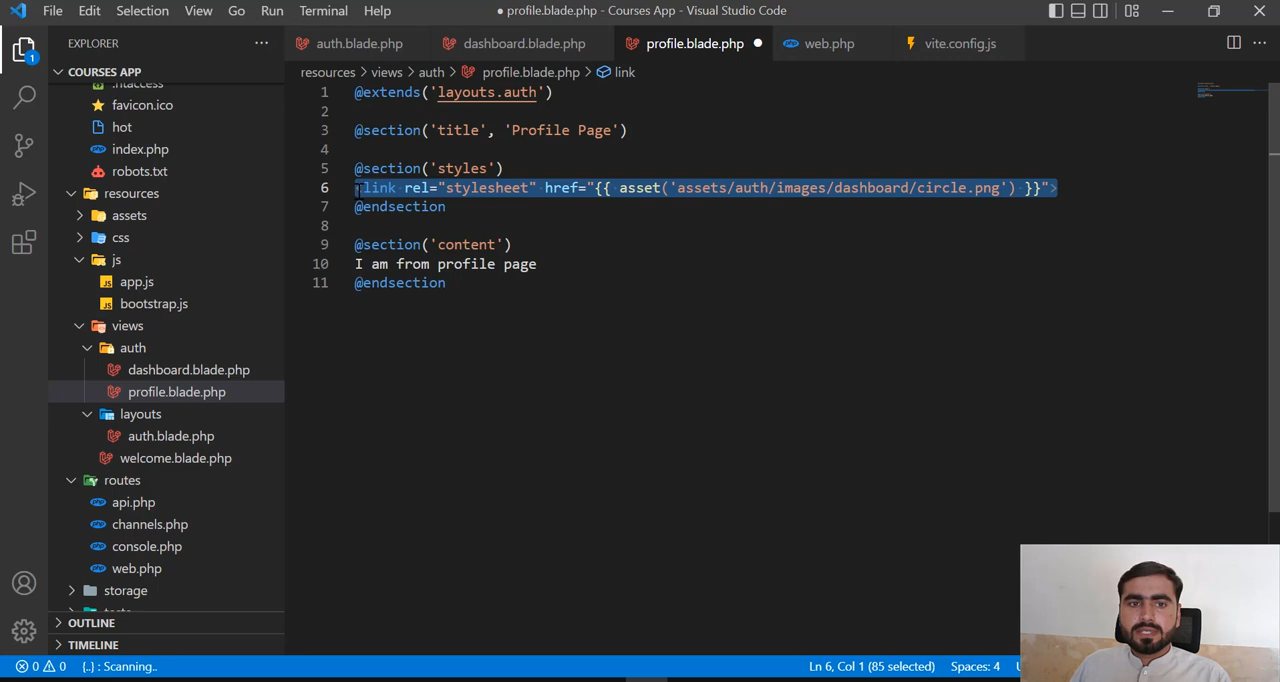 File Edit Selection View Go Run Terminal Help
● profile.blade.php - Courses App - Visual Studio Code
EXPLORER
auth.blade.php dashboard.blade.php profile.blade.php web.php vite.config.js
COURSES APP
resources > views > auth > profile.blade.php > link
.htaccess
favicon.ico
hot
index.php
robots.txt
resources
assets
css
js
app.js
bootstrap.js
views
auth
dashboard.blade.php
profile.blade.php
layouts
auth.blade.php
welcome.blade.php
routes
api.php
channels.php
console.php
web.php
storage
tests
OUTLINE
TIMELINE
1 @extends('layouts.auth')
2
3 @section('title', 'Profile Page')
4
5 @section('styles')
6 <link rel="stylesheet" href="{{ asset('assets/auth/images/dashboard/circle.png') }}">
7 @endsection
8
9 @section('content')
10 I am from profile page
11 @endsection
1
0 0 {..} : Scanning..
Ln 6, Col 1 (85 selected) Spaces: 4